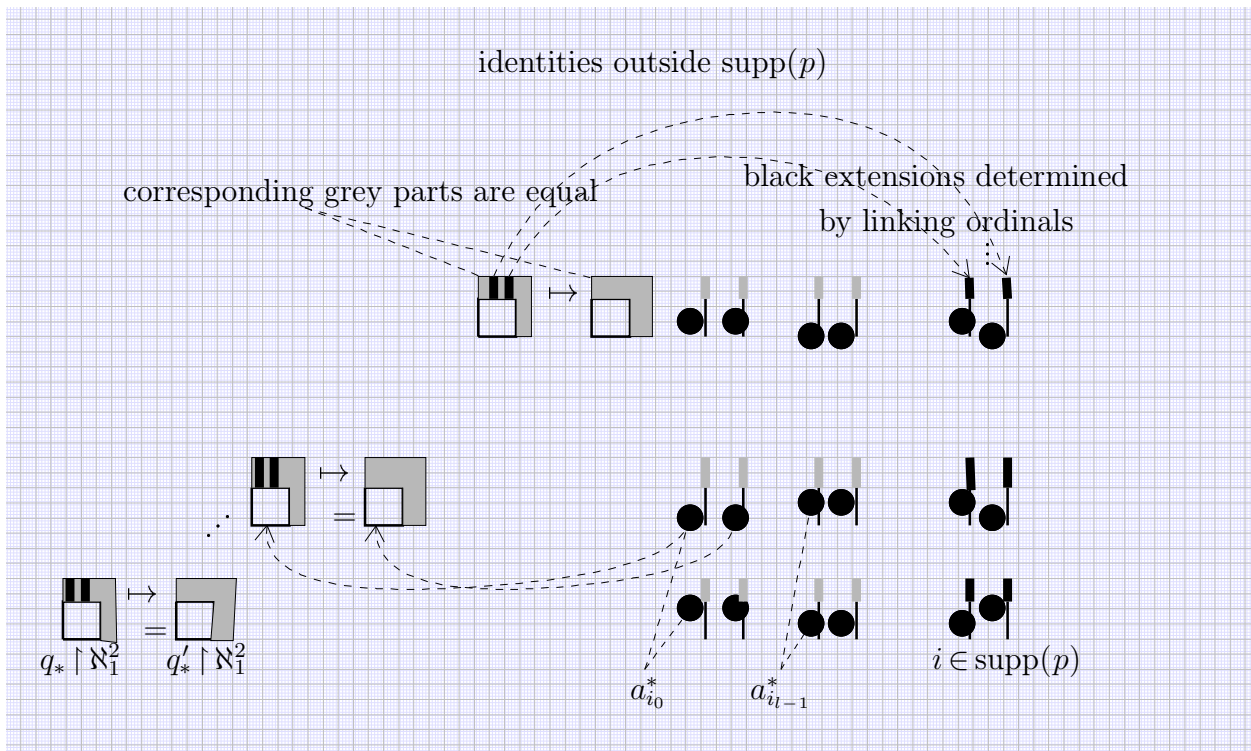 identities outside supp(p)
corresponding grey parts are equal
black extensions determined
by linking ordinals
⋮
↦
↦
=
⋰
↦
=
q_* ↾ ℵ_1^2 q'_* ↾ ℵ_1^2
i ∈ supp(p)
a^*_{i_0} a^*_{i_{l-1}}